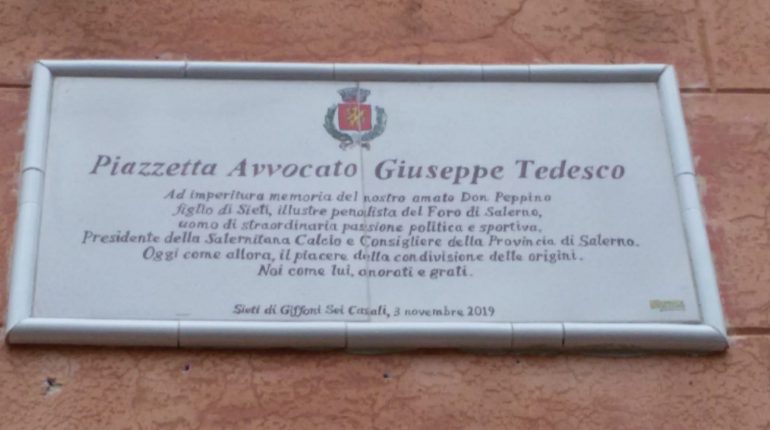 Piazzetta Avvocato Giuseppe Tedesco
Ad imperitura memoria del nostro amato Don Peppino
figlio di Sieti, illustre penalista del Foro di Salerno,
uomo di straordinaria passione politica e sportiva,
Presidente della Salernitana Calcio e Consigliere della Provincia di Salerno.
Oggi come allora, il piacere della condivisione delle origini.
Noi come lui, onorati e grati.
Sieti di Giffoni Sei Casali, 3 novembre 2019